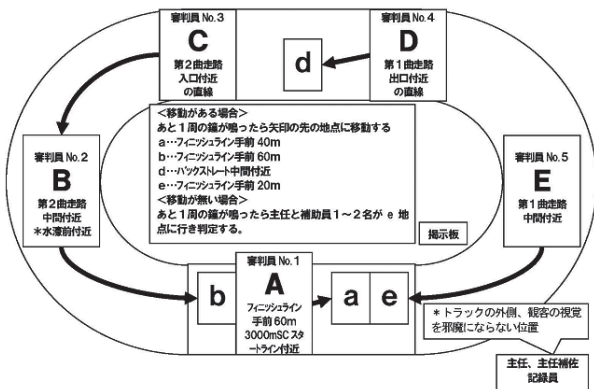 審判員 No.3
C
第2曲走路
入口付近
の直線
d
審判員 No.4
D
第1曲走路
出口付近
の直線
<移動がある場合>
あと1周の鐘が鳴ったら矢印の先の地点に移動する
a…フィニッシュライン手前 40m
b…フィニッシュライン手前 60m
d…バックストレート中間付近
e…フィニッシュライン手前 20m
<移動が無い場合>
あと1周の鐘が鳴ったら主任と補助員1~2名が e 地
点に行き判定する。
審判員 No.2
B
第2曲走路
中間付近
*水濠前付近
審判員 No.5
E
第1曲走路
中間付近
掲示板
b
審判員 No.1
A
フィニッシュライン
手前 60m
3000mSC スタ
ートライン付近
a
e
*トラックの外側、観客の視覚
を邪魔にならない位置
主任、主任補佐
記録員